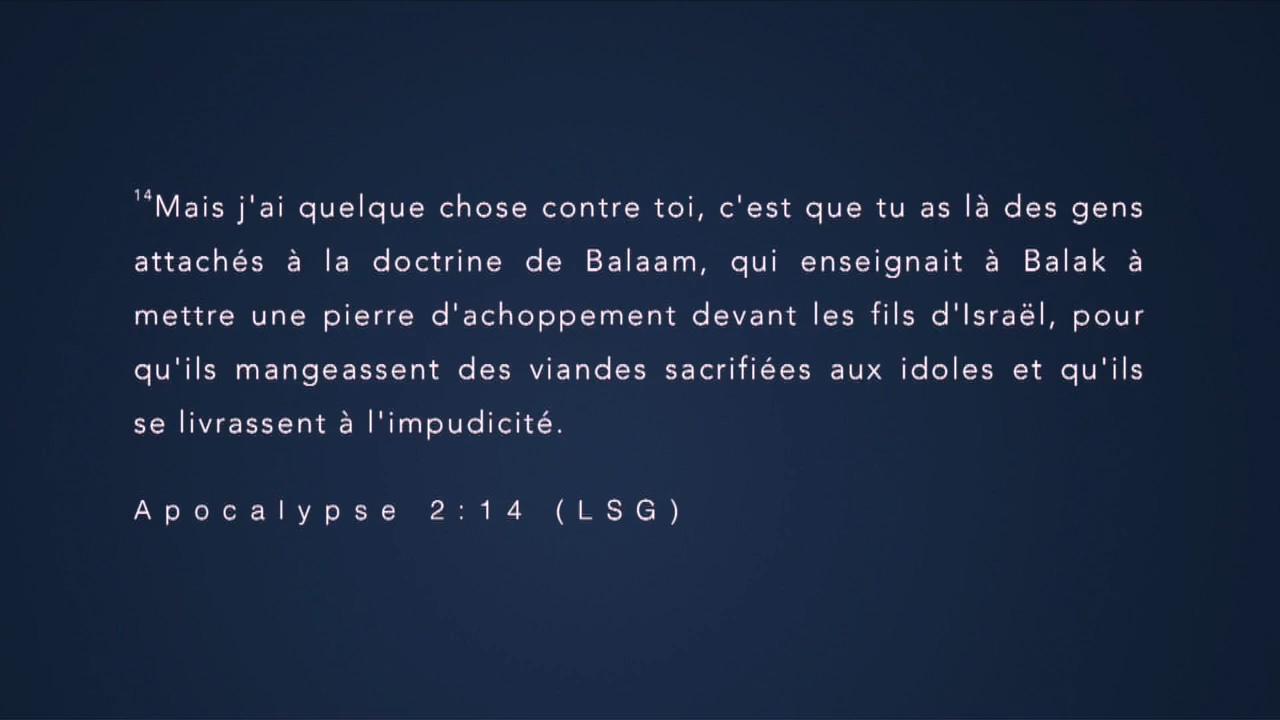 14Mais j'ai quelque chose contre toi, c'est que tu as là des gens
attachés à la doctrine de Balaam, qui enseignait à Balak à
mettre une pierre d'achoppement devant les fils d'Israël, pour
qu'ils mangeassent des viandes sacrifiées aux idoles et qu'ils
se livrassent à l'impudicité.
Apocalypse 2:14 (LSG)